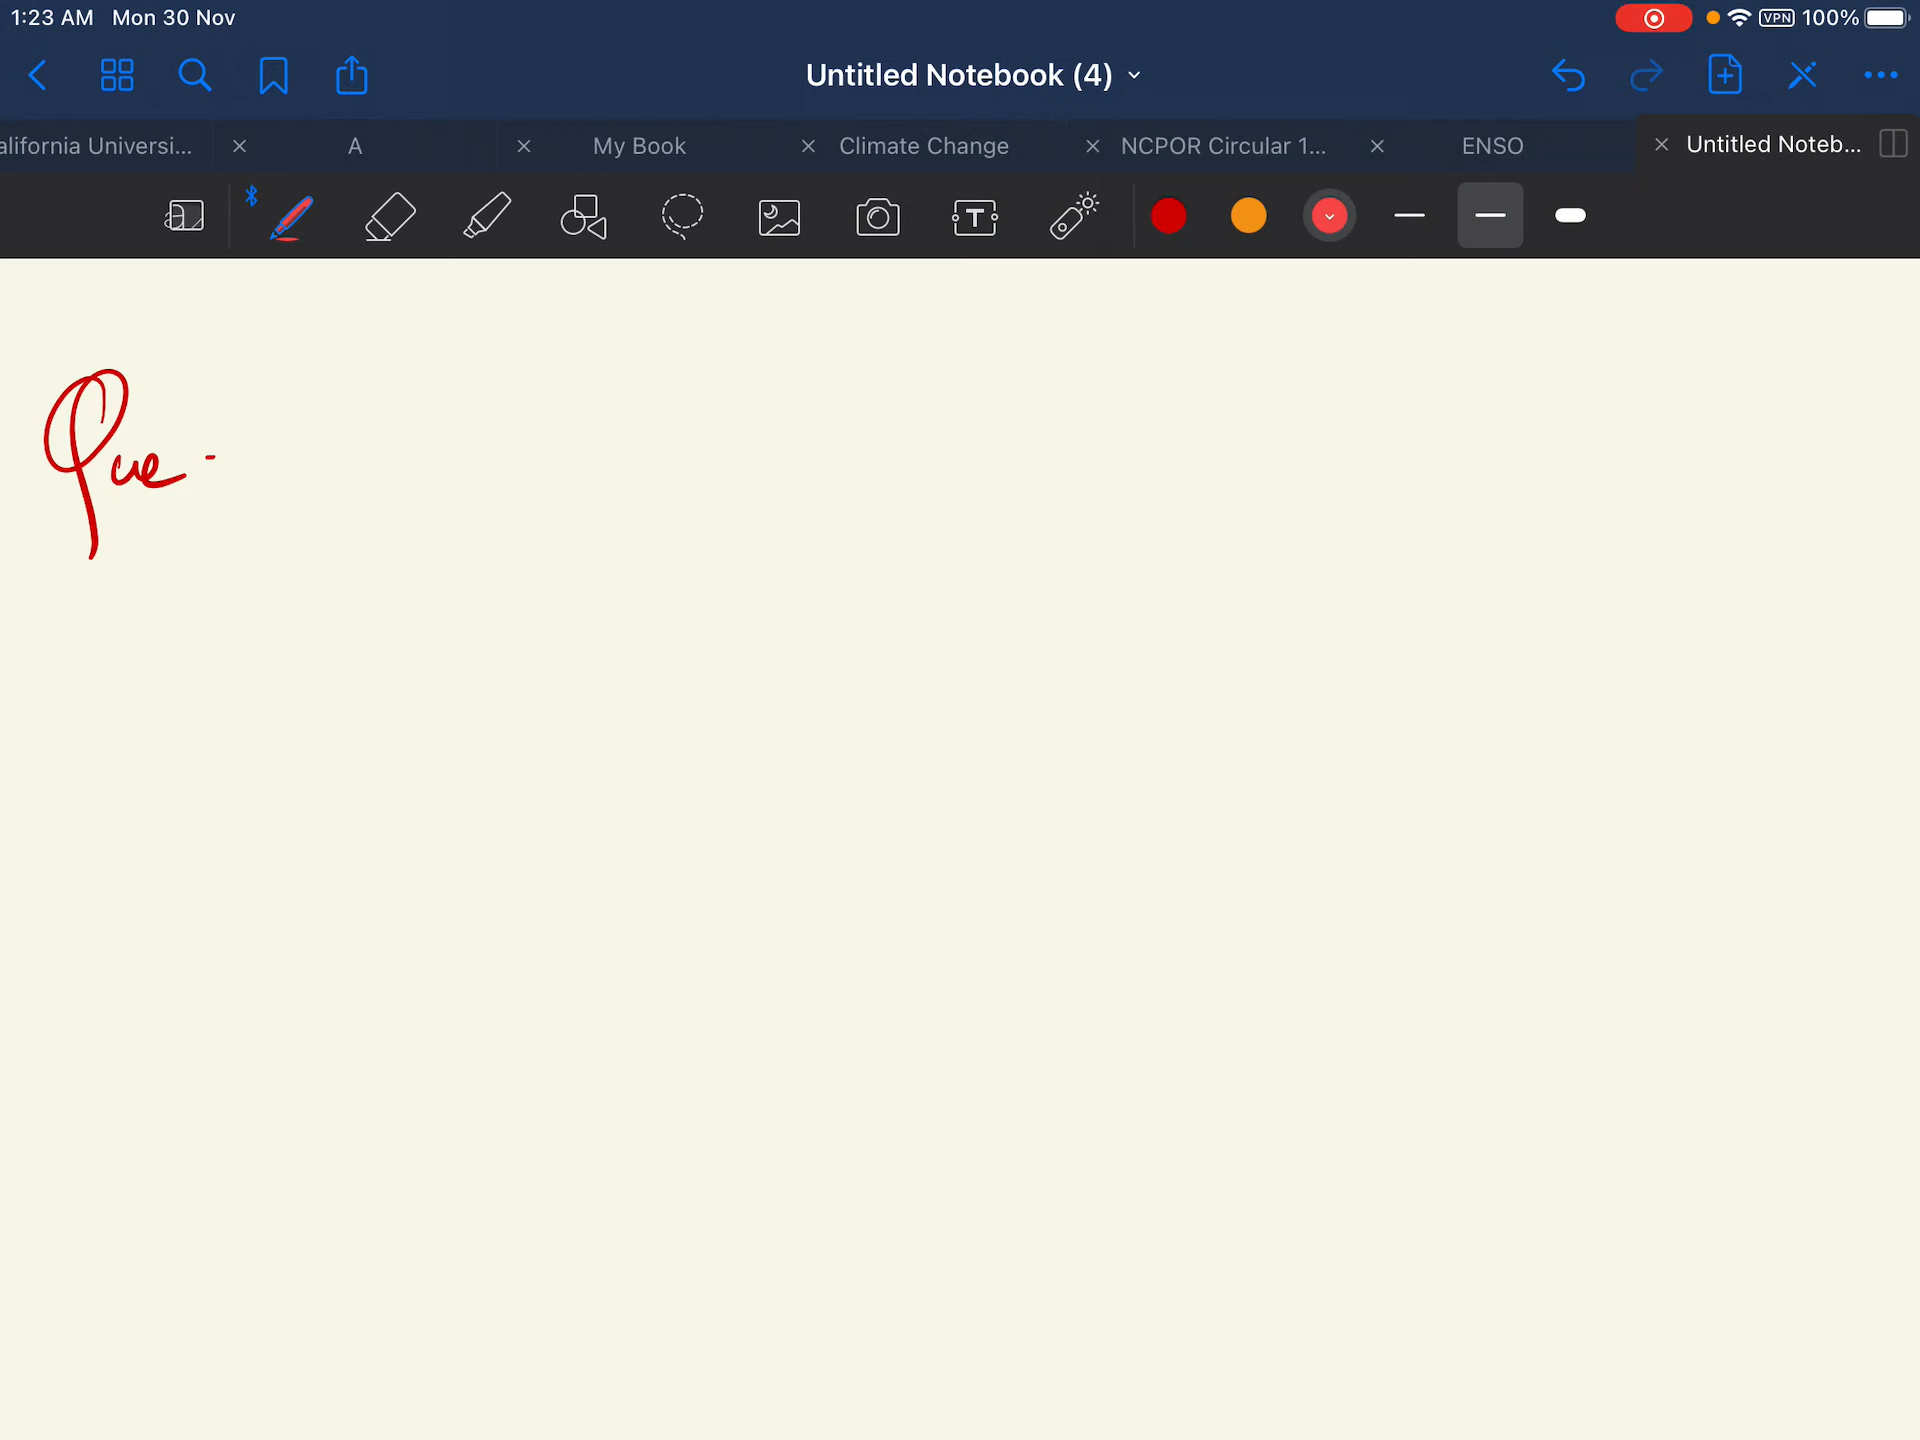 1:23 AM Mon 30 Nov
VPN 100%
Untitled Notebook (4)
alifornia Universi...
A
My Book
Climate Change
NCPOR Circular 1...
ENSO
Untitled Noteb...
T
Que -